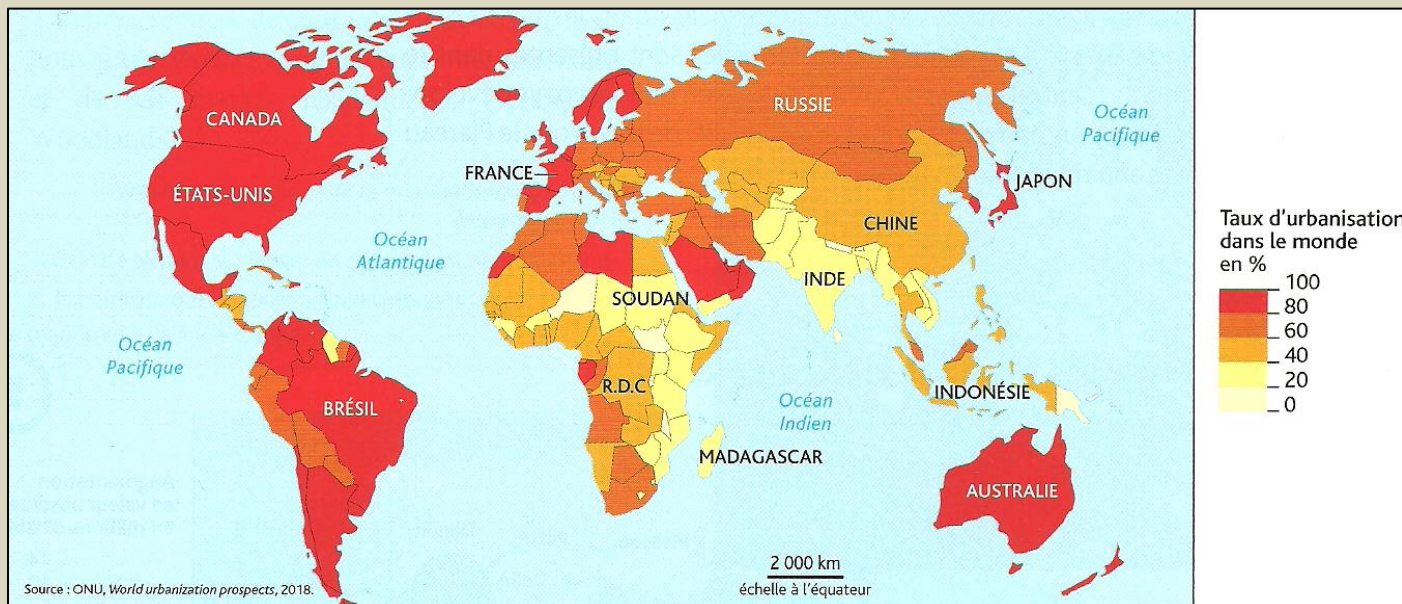 CANADA
ÉTATS-UNIS
Océan
Atlantique
Océan
Pacifique
BRÉSIL
FRANCE
RUSSIE
Océan
Pacifique
JAPON
CHINE
INDE
SOUDAN
R.D.C
Océan
Indien
MADAGASCAR
INDONÉSIE
AUSTRALIE
2 000 km
échelle à l'équateur
Source : ONU, World urbanization prospects, 2018.
Taux d'urbanisation
dans le monde
en %
100
80
60
40
20
0